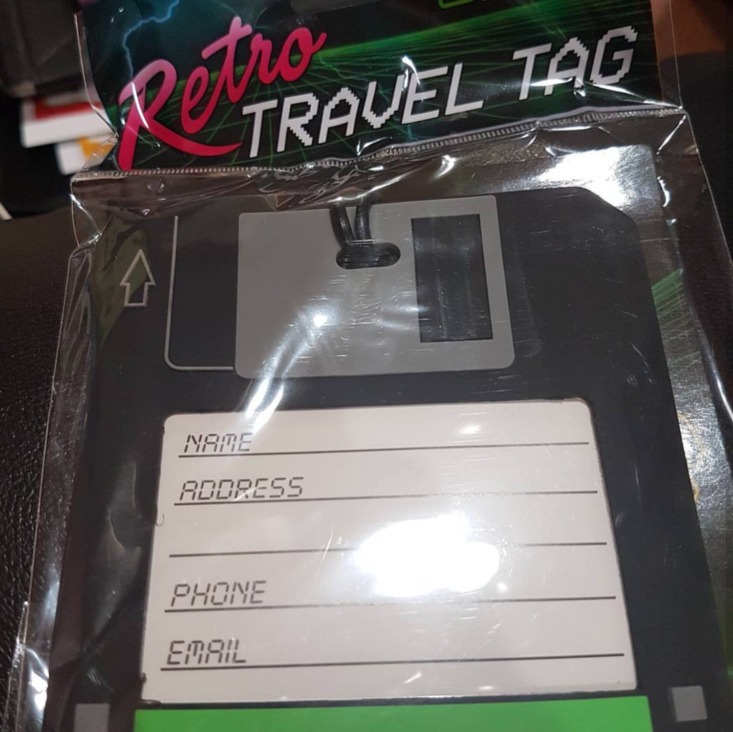 Retro
TRAVEL TAG
NAME
ADDRESS
PHONE
EMAIL